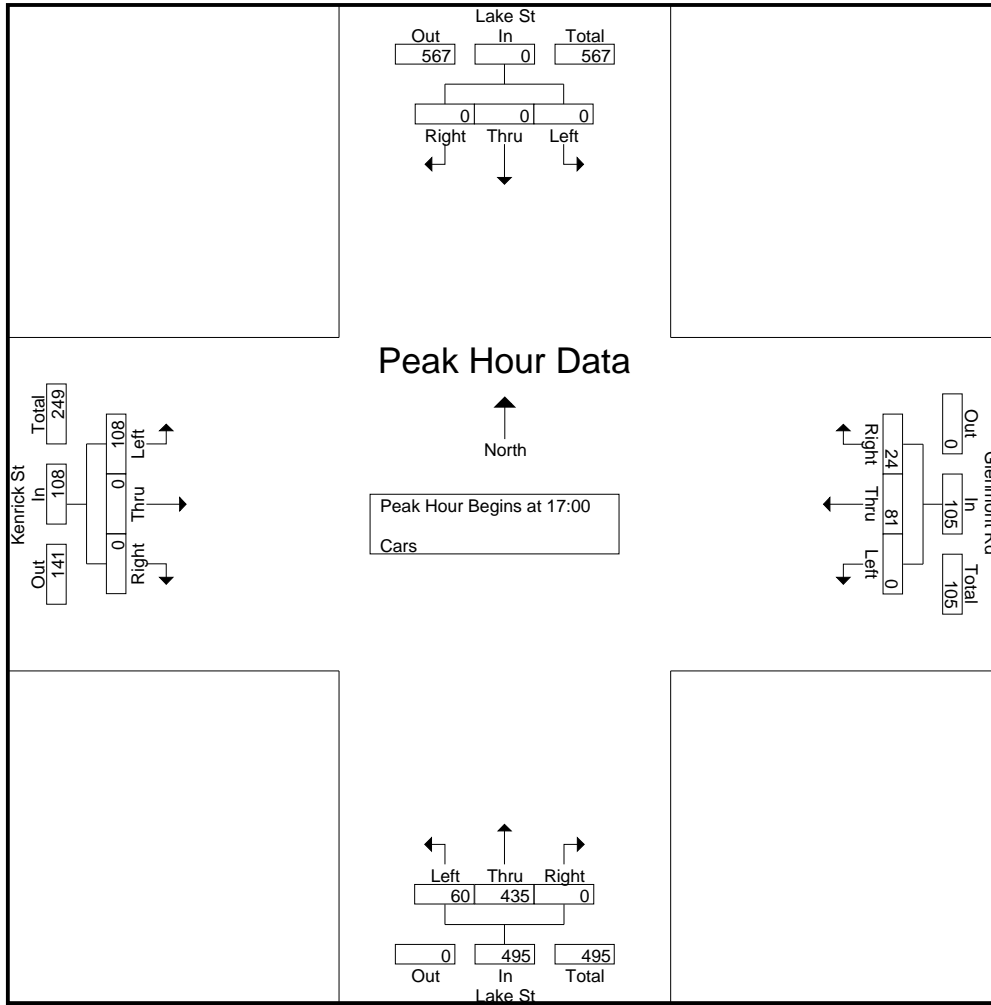 Lake St
Out In Total
567 0 567
0 0 0
Right Thru Left
Peak Hour Data
North
Peak Hour Begins at 17:00
Cars
Kenrick St
Total In Out
249 108 141
108 0 0
Left Thru Right
Right Thru Left
24 81 0
Out In Total
0 105 105
Left Thru Right
60 435 0
0 495 495
Out In Total
Lake St